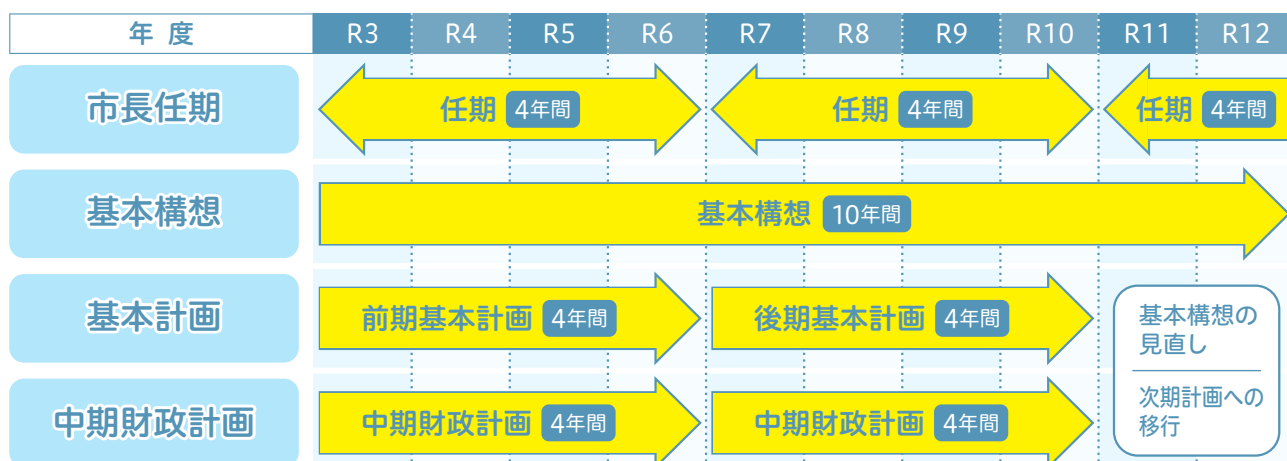 年度 R3 R4 R5 R6 R7 R8 R9 R10 R11 R12
市長任期 任期 4年間 任期 4年間 任期 4年間
基本構想 基本構想 10年間
基本計画 前期基本計画 4年間 後期基本計画 4年間
中期財政計画 中期財政計画 4年間 中期財政計画 4年間
基本構想の
見直し
次期計画への
移行